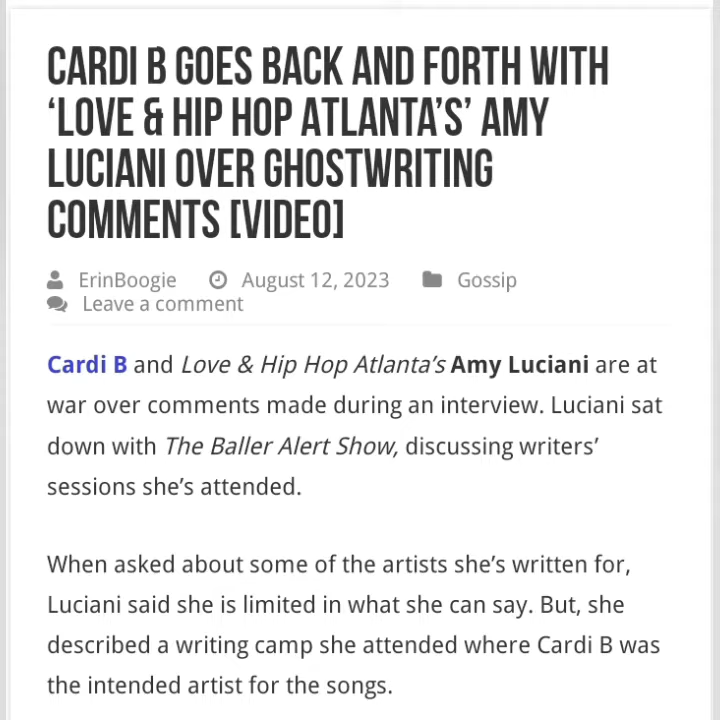 CARDI B GOES BACK AND FORTH WITH
‘LOVE & HIP HOP ATLANTA’S’ AMY
LUCIANI OVER GHOSTWRITING
COMMENTS [VIDEO]
ErinBoogie August 12, 2023 Gossip
Leave a comment
Cardi B and Love & Hip Hop Atlanta’s Amy Luciani are at
war over comments made during an interview. Luciani sat
down with The Baller Alert Show, discussing writers’
sessions she’s attended.
When asked about some of the artists she’s written for,
Luciani said she is limited in what she can say. But, she
described a writing camp she attended where Cardi B was
the intended artist for the songs.